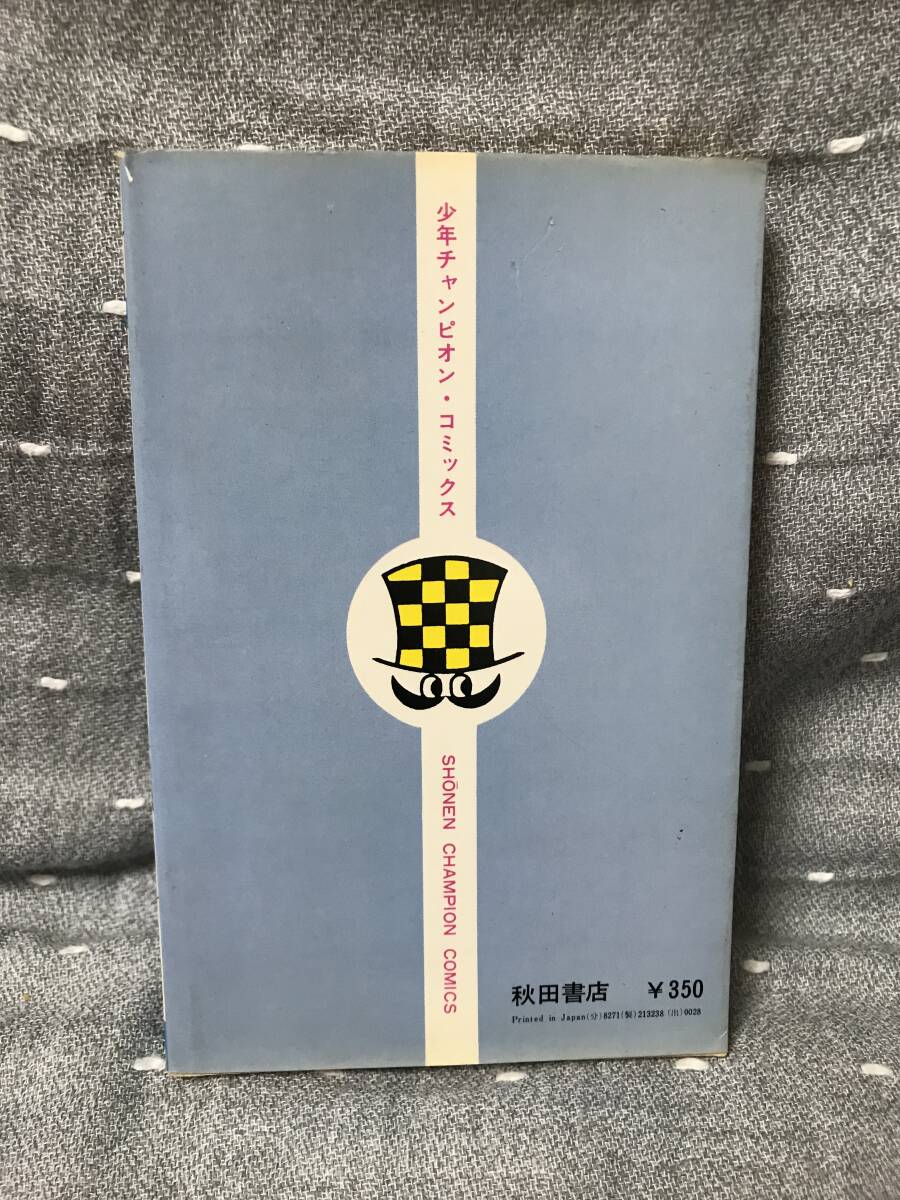 少年チャンピオン・コミックス
SHŌNEN CHAMPION COMICS
秋田書店 ¥350
Printed in Japan(分)8271(製)213238(出)0028